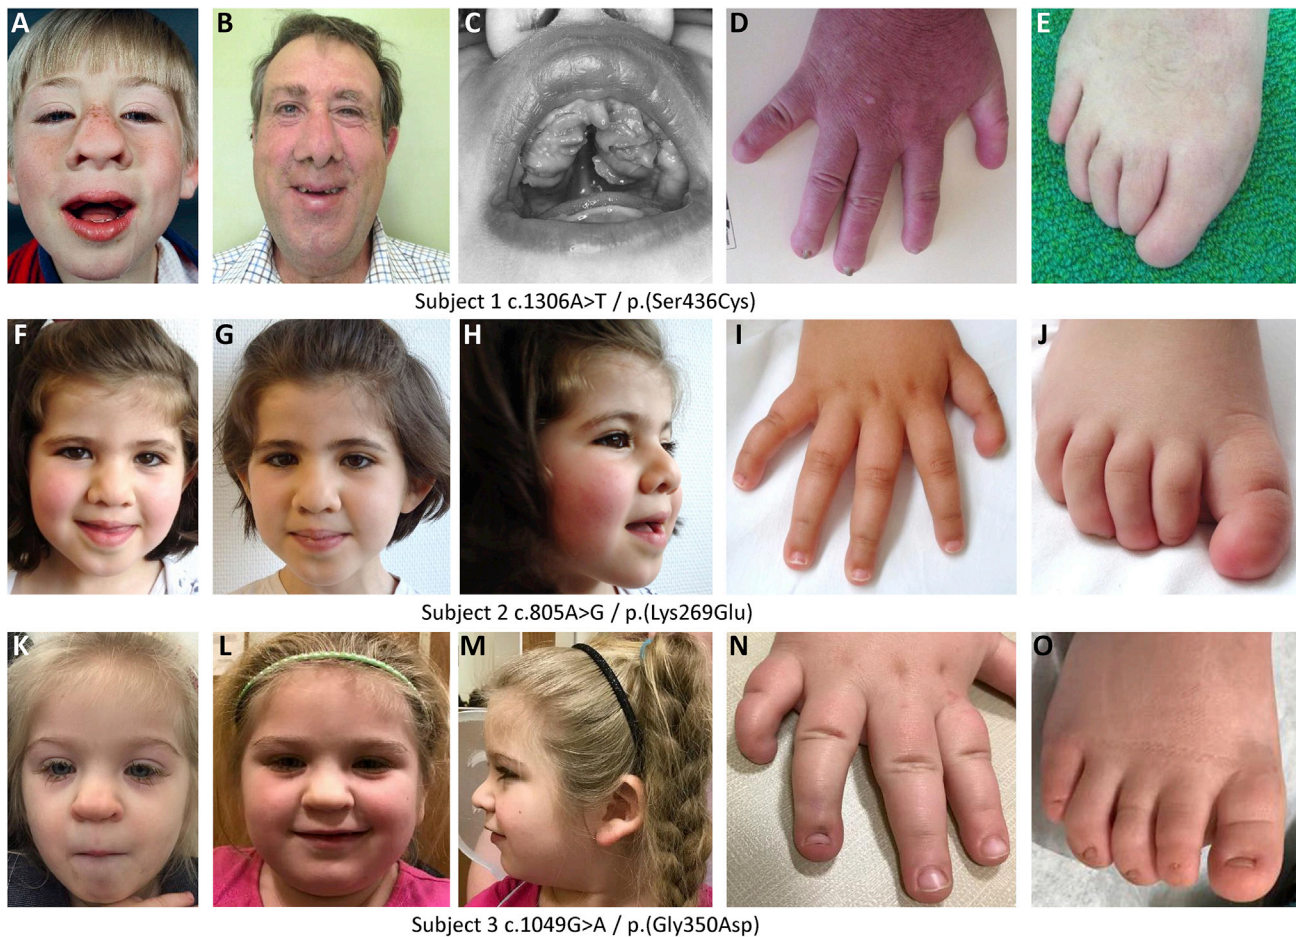 A B C D E
Subject 1 c.1306A>T / p.(Ser436Cys)
F G H I J
Subject 2 c.805A>G / p.(Lys269Glu)
K L M N O
Subject 3 c.1049G>A / p.(Gly350Asp)